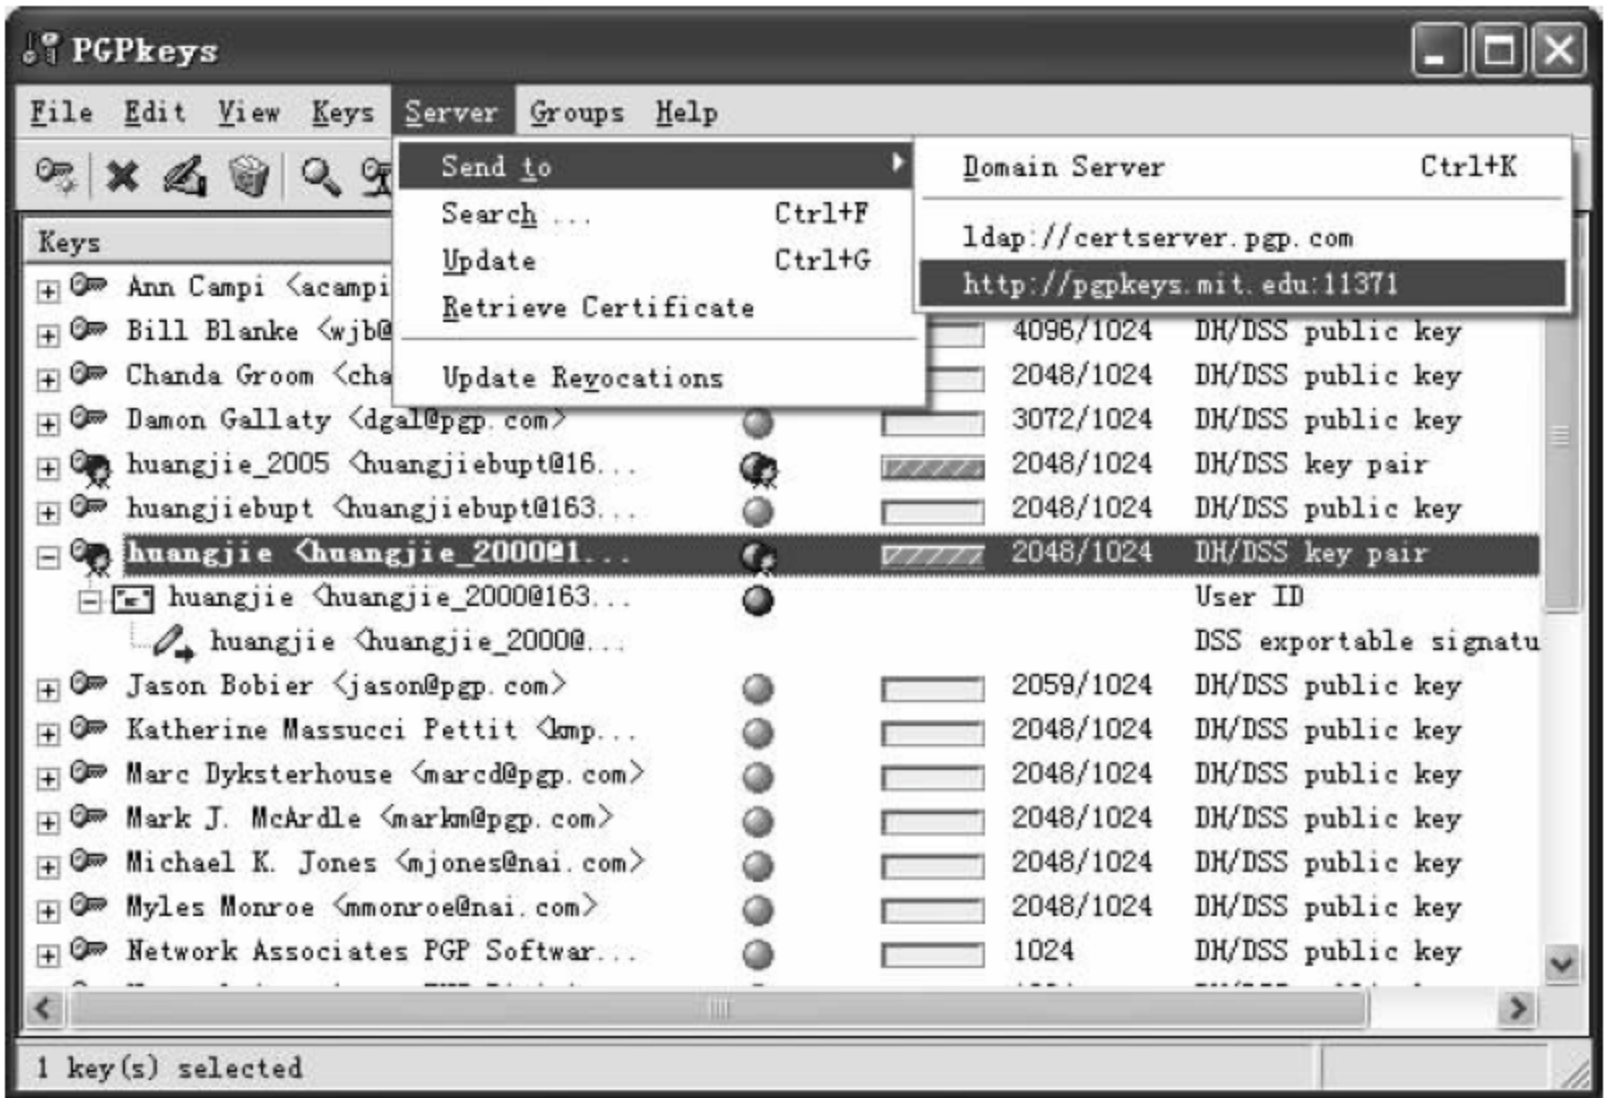 PGPkeys
File Edit View Keys Server Groups Help
Send to
Search ... Ctrl+F
Update Ctrl+G
Retrieve Certificate
Update Revocations
Domain Server Ctrl+K
ldap://certserver.pgp.com
http://pgpkeys.mit.edu:11371
Keys
Ann Campi <acampi
Bill Blanke <wjb@ 4096/1024 DH/DSS public key
Chanda Groom <cha 2048/1024 DH/DSS public key
Damon Gallaty <dgal@pgp.com> 3072/1024 DH/DSS public key
huangjie_2005 <huangjiebupt@16... 2048/1024 DH/DSS key pair
huangjiebupt <huangjiebupt@163... 2048/1024 DH/DSS public key
huangjie <huangjie_2000@1... 2048/1024 DH/DSS key pair
huangjie <huangjie_2000@163... User ID
huangjie <huangjie_2000@... DSS exportable signatu
Jason Bobier <jason@pgp.com> 2059/1024 DH/DSS public key
Katherine Massucci Pettit <kmp... 2048/1024 DH/DSS public key
Marc Dyksterhouse <marcd@pgp.com> 2048/1024 DH/DSS public key
Mark J. McArdle <markm@pgp.com> 2048/1024 DH/DSS public key
Michael K. Jones <mjones@nai.com> 2048/1024 DH/DSS public key
Myles Monroe <mmonroe@nai.com> 2048/1024 DH/DSS public key
Network Associates PGP Softwar... 1024 DH/DSS public key
1 key(s) selected